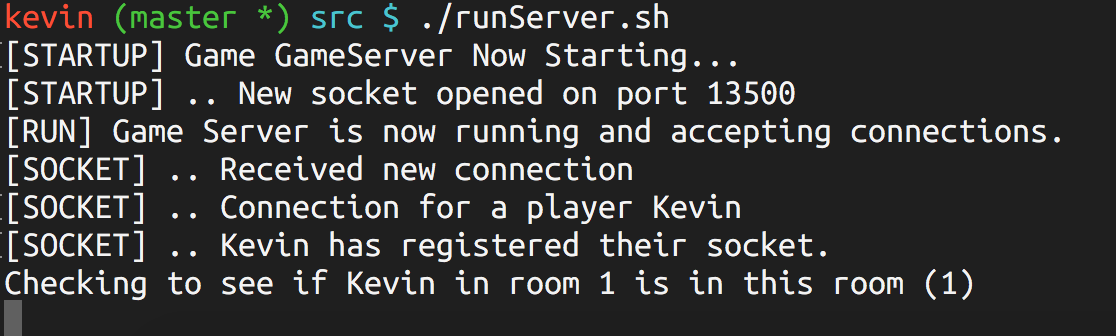 kevin (master *) src $ ./runServer.sh
[STARTUP] Game GameServer Now Starting...
[STARTUP] .. New socket opened on port 13500
[RUN] Game Server is now running and accepting connections.
[SOCKET] .. Received new connection
[SOCKET] .. Connection for a player Kevin
[SOCKET] .. Kevin has registered their socket.
Checking to see if Kevin in room 1 is in this room (1)